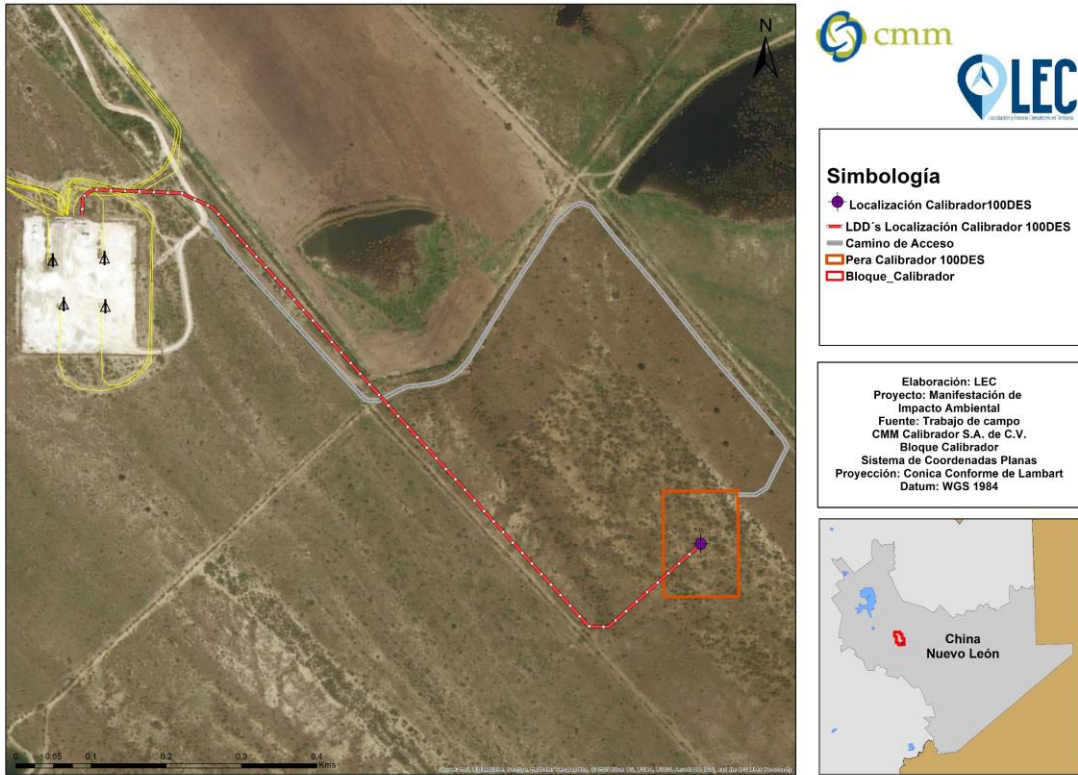 N
cmm
LEC
Simbología
Localización Calibrador100DES
LDD´s Localización Calibrador 100DES
Camino de Acceso
Pera Calibrador 100DES
Bloque_Calibrador
Elaboración: LEC
Proyecto: Manifestación de
Impacto Ambiental
Fuente: Trabajo de campo
CMM Calibrador S.A. de C.V.
Bloque Calibrador
Sistema de Coordenadas Planas
Proyección: Conica Conforme de Lambart
Datum: WGS 1984
China
Nuevo León
0 0.05 0.1 0.2 0.3 0.4
Kms